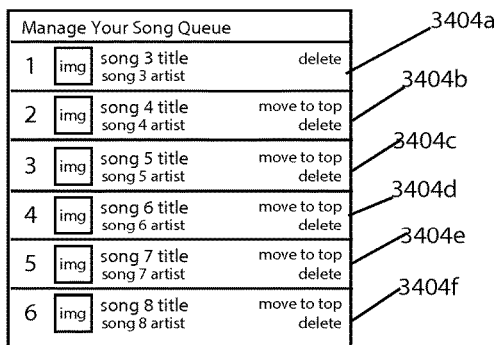 Manage Your Song Queue
3404a
1 img song 3 title delete
song 3 artist
3404b
2 img song 4 title move to top
song 4 artist delete
3404c
3 img song 5 title move to top
song 5 artist delete
3404d
4 img song 6 title move to top
song 6 artist delete
3404e
5 img song 7 title move to top
song 7 artist delete
3404f
6 img song 8 title move to top
song 8 artist delete